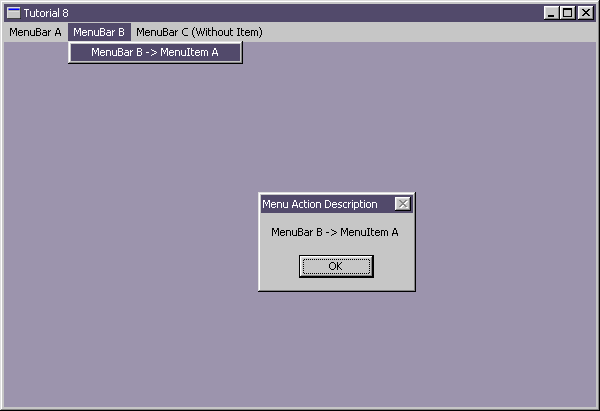 Tutorial 8
MenuBar A MenuBar B MenuBar C (Without Item)
MenuBar B -> MenuItem A
Menu Action Description
MenuBar B -> MenuItem A
OK